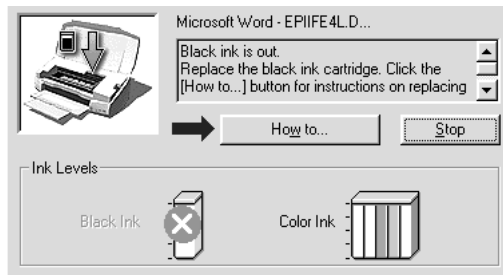 Microsoft Word - EPIIFE4L.D...
Black ink is out.
Replace the black ink cartridge. Click the
[How to...] button for instructions on replacing
How to...
Stop
Ink Levels
Black Ink
Color Ink